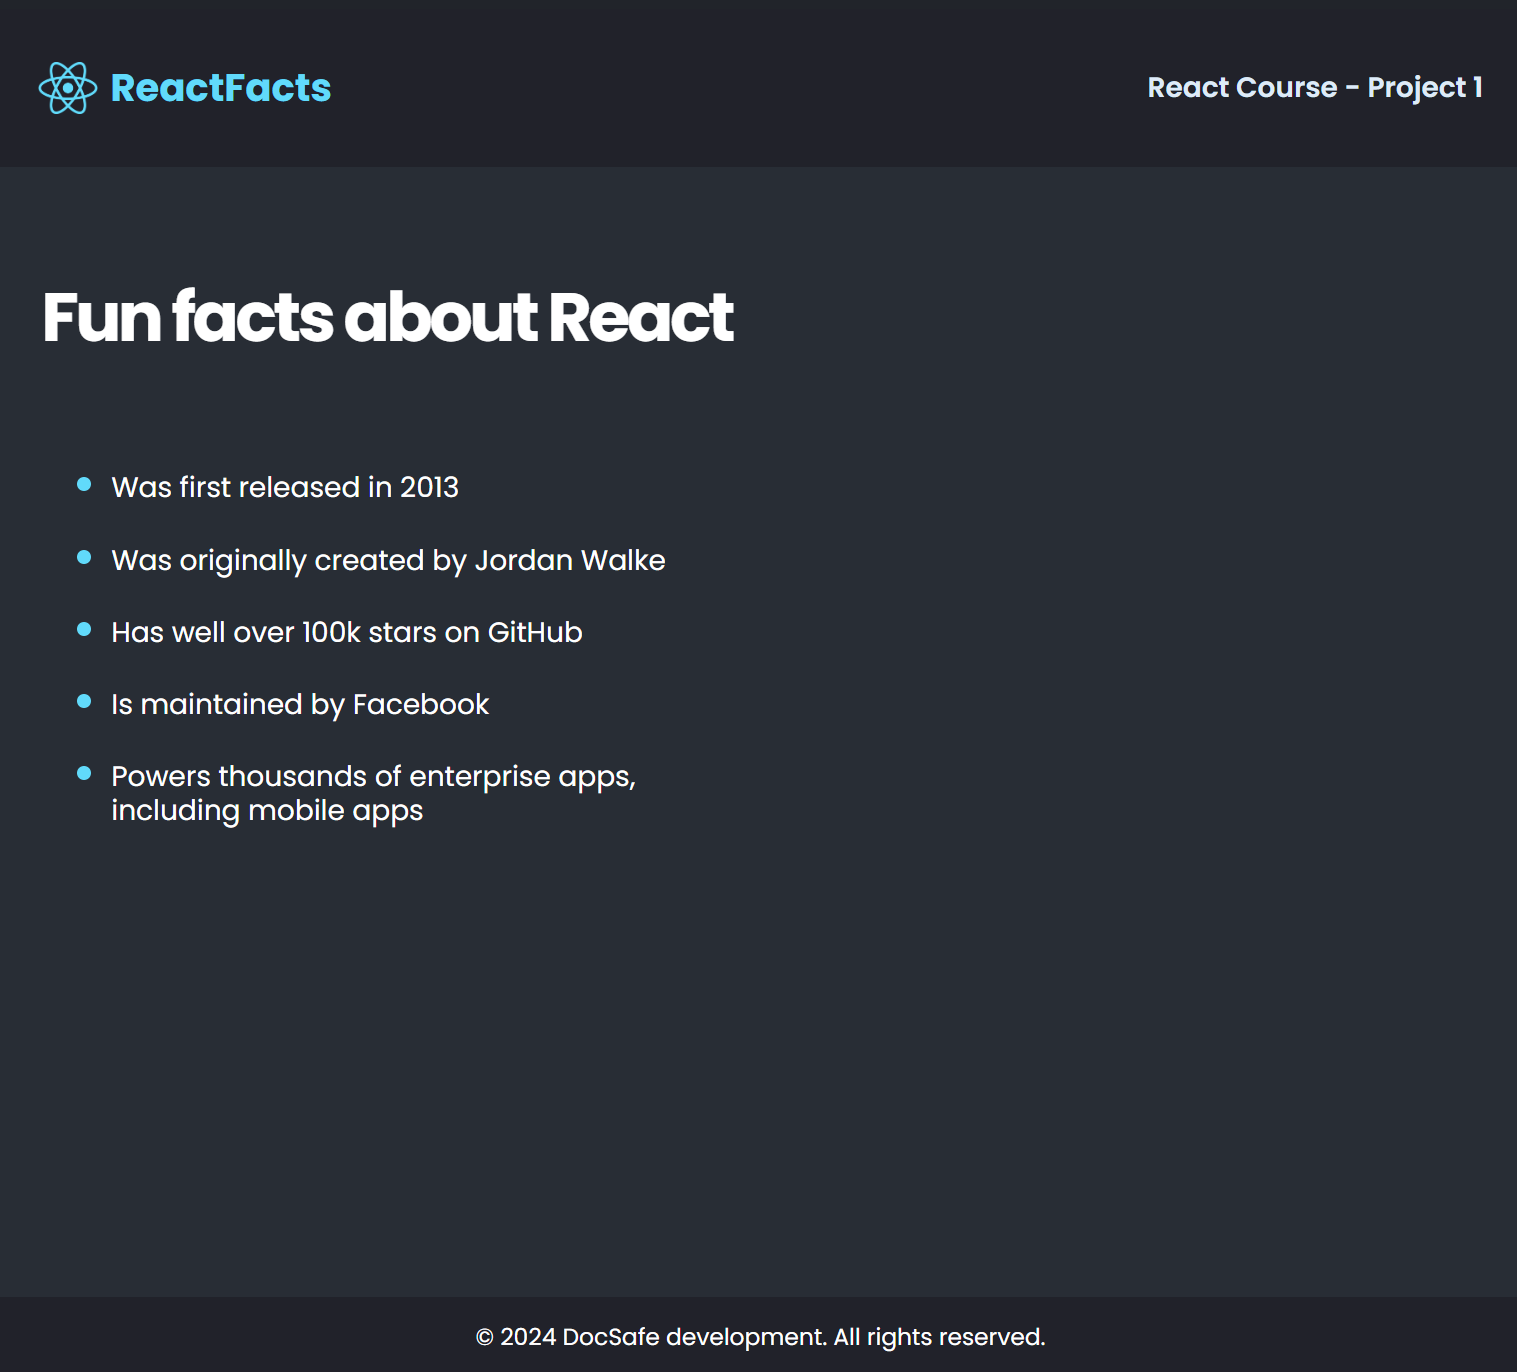 ReactFacts
React Course - Project 1
Fun facts about React
Was first released in 2013
Was originally created by Jordan Walke
Has well over 100k stars on GitHub
Is maintained by Facebook
Powers thousands of enterprise apps,
including mobile apps
© 2024 DocSafe development. All rights reserved.